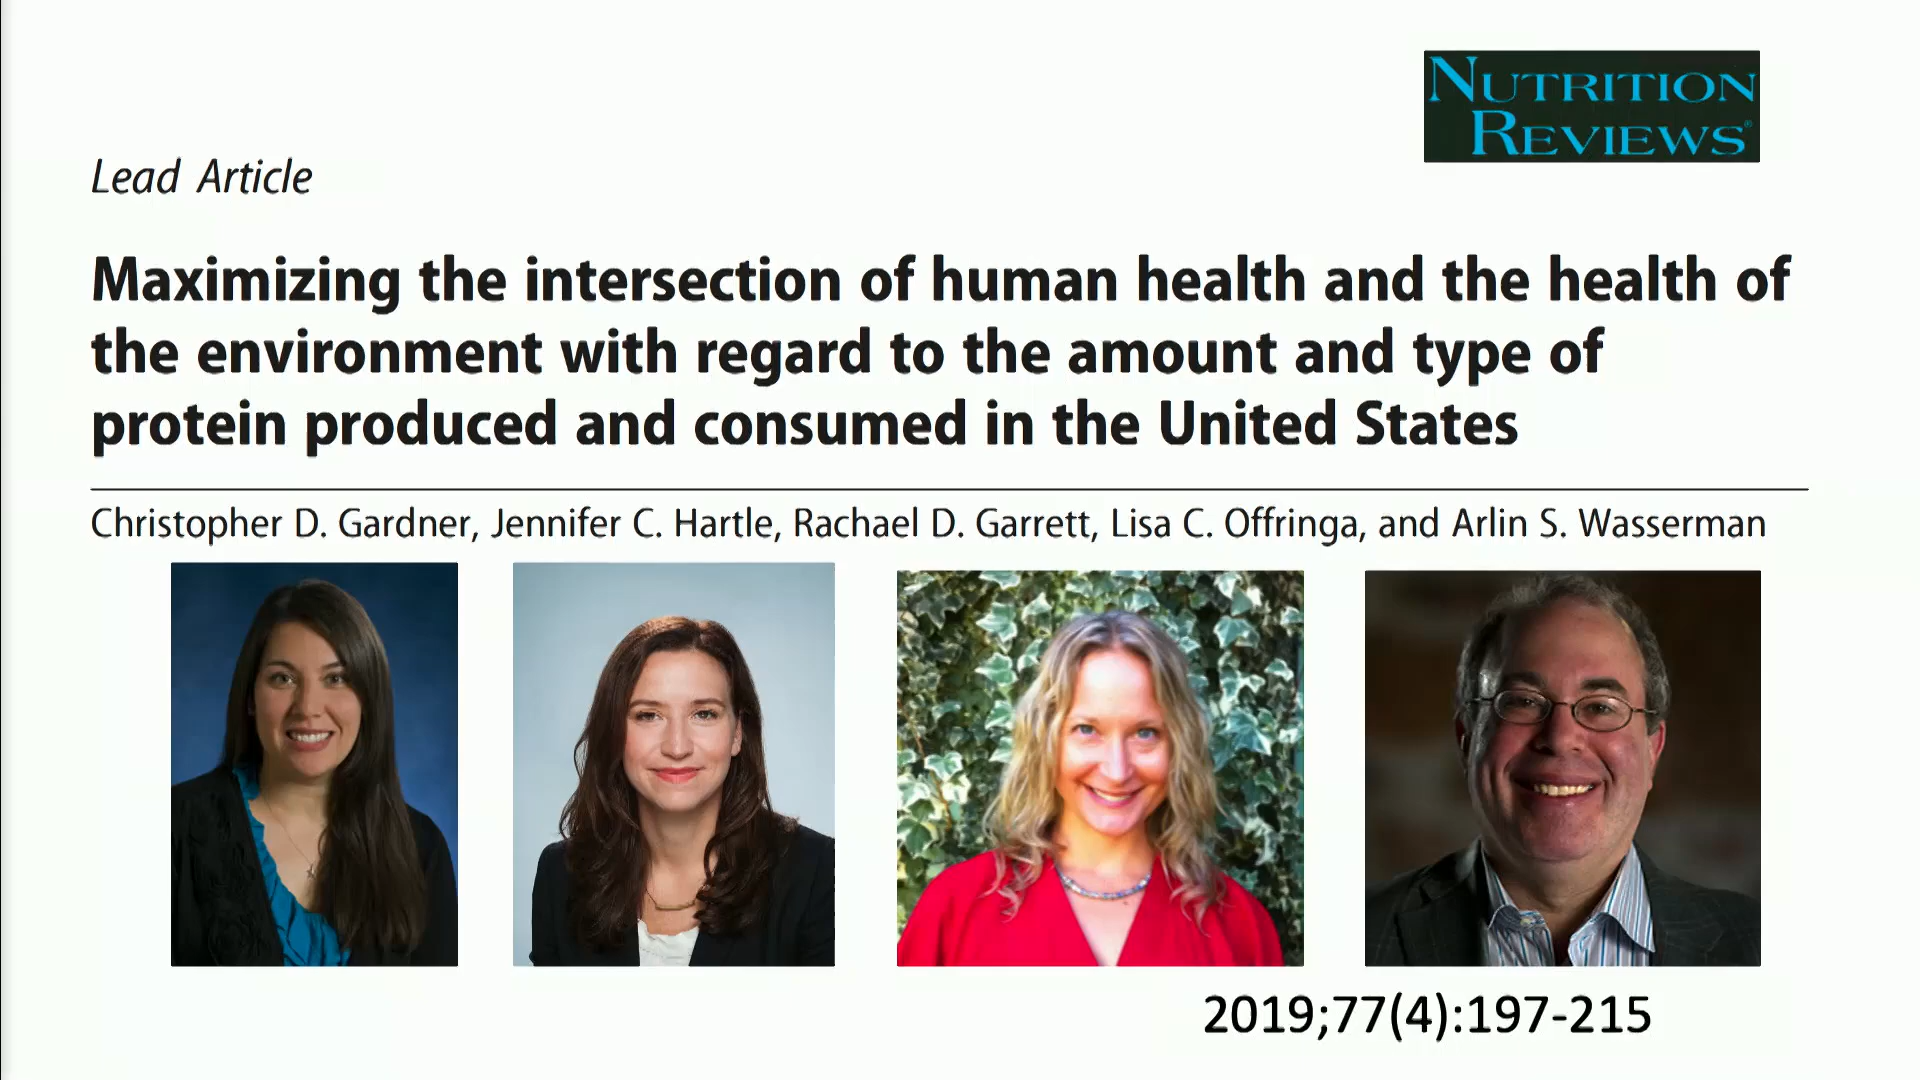 NUTRITION
REVIEWS®
Lead Article
Maximizing the intersection of human health and the health of
the environment with regard to the amount and type of
protein produced and consumed in the United States
Christopher D. Gardner, Jennifer C. Hartle, Rachael D. Garrett, Lisa C. Offringa, and Arlin S. Wasserman
2019;77(4):197-215